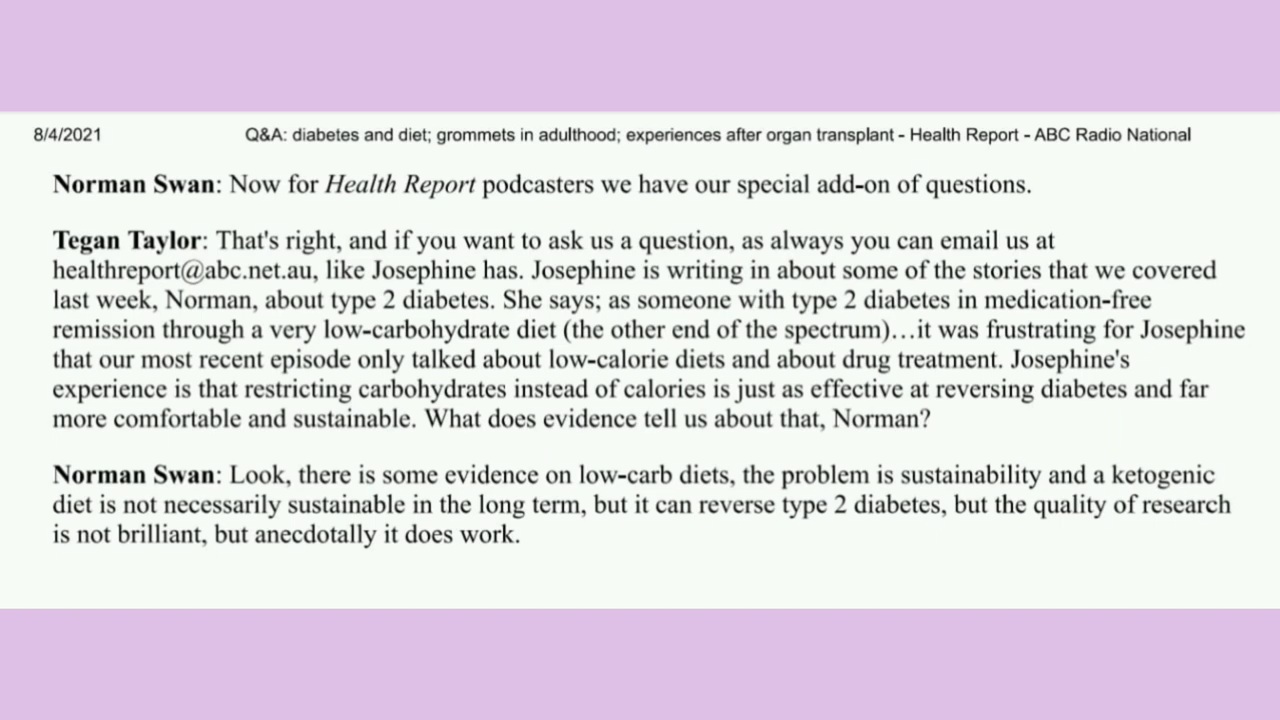 8/4/2021 Q&A: diabetes and diet; grommets in adulthood; experiences after organ transplant - Health Report - ABC Radio National
Norman Swan: Now for Health Report podcasters we have our special add-on of questions.
Tegan Taylor: That's right, and if you want to ask us a question, as always you can email us at
healthreport@abc.net.au, like Josephine has. Josephine is writing in about some of the stories that we covered
last week, Norman, about type 2 diabetes. She says; as someone with type 2 diabetes in medication-free
remission through a very low-carbohydrate diet (the other end of the spectrum)…it was frustrating for Josephine
that our most recent episode only talked about low-calorie diets and about drug treatment. Josephine's
experience is that restricting carbohydrates instead of calories is just as effective at reversing diabetes and far
more comfortable and sustainable. What does evidence tell us about that, Norman?
Norman Swan: Look, there is some evidence on low-carb diets, the problem is sustainability and a ketogenic
diet is not necessarily sustainable in the long term, but it can reverse type 2 diabetes, but the quality of research
is not brilliant, but anecdotally it does work.